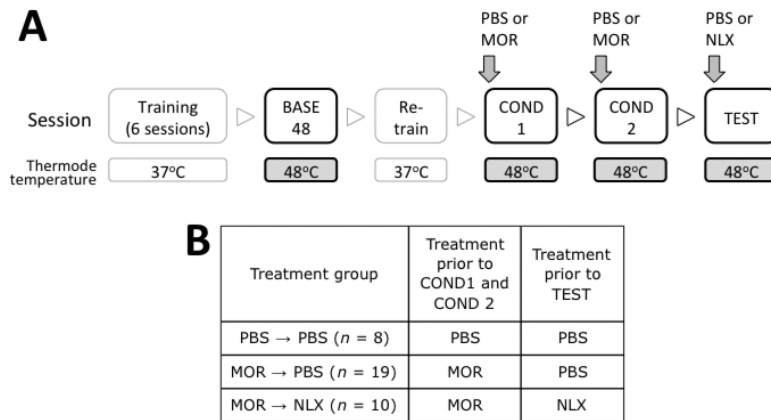 A
PBS or
MOR
PBS or
MOR
PBS or
NLX
Session
Training
(6 sessions)
BASE
48
Re-
train
COND
1
COND
2
TEST
Thermode
temperature
37°C
48°C
37°C
48°C
48°C
48°C
B
Treatment group
Treatment
prior to
COND1 and
COND 2
Treatment
prior to
TEST
PBS → PBS (n = 8)
PBS
PBS
MOR → PBS (n = 19)
MOR
PBS
MOR → NLX (n = 10)
MOR
NLX